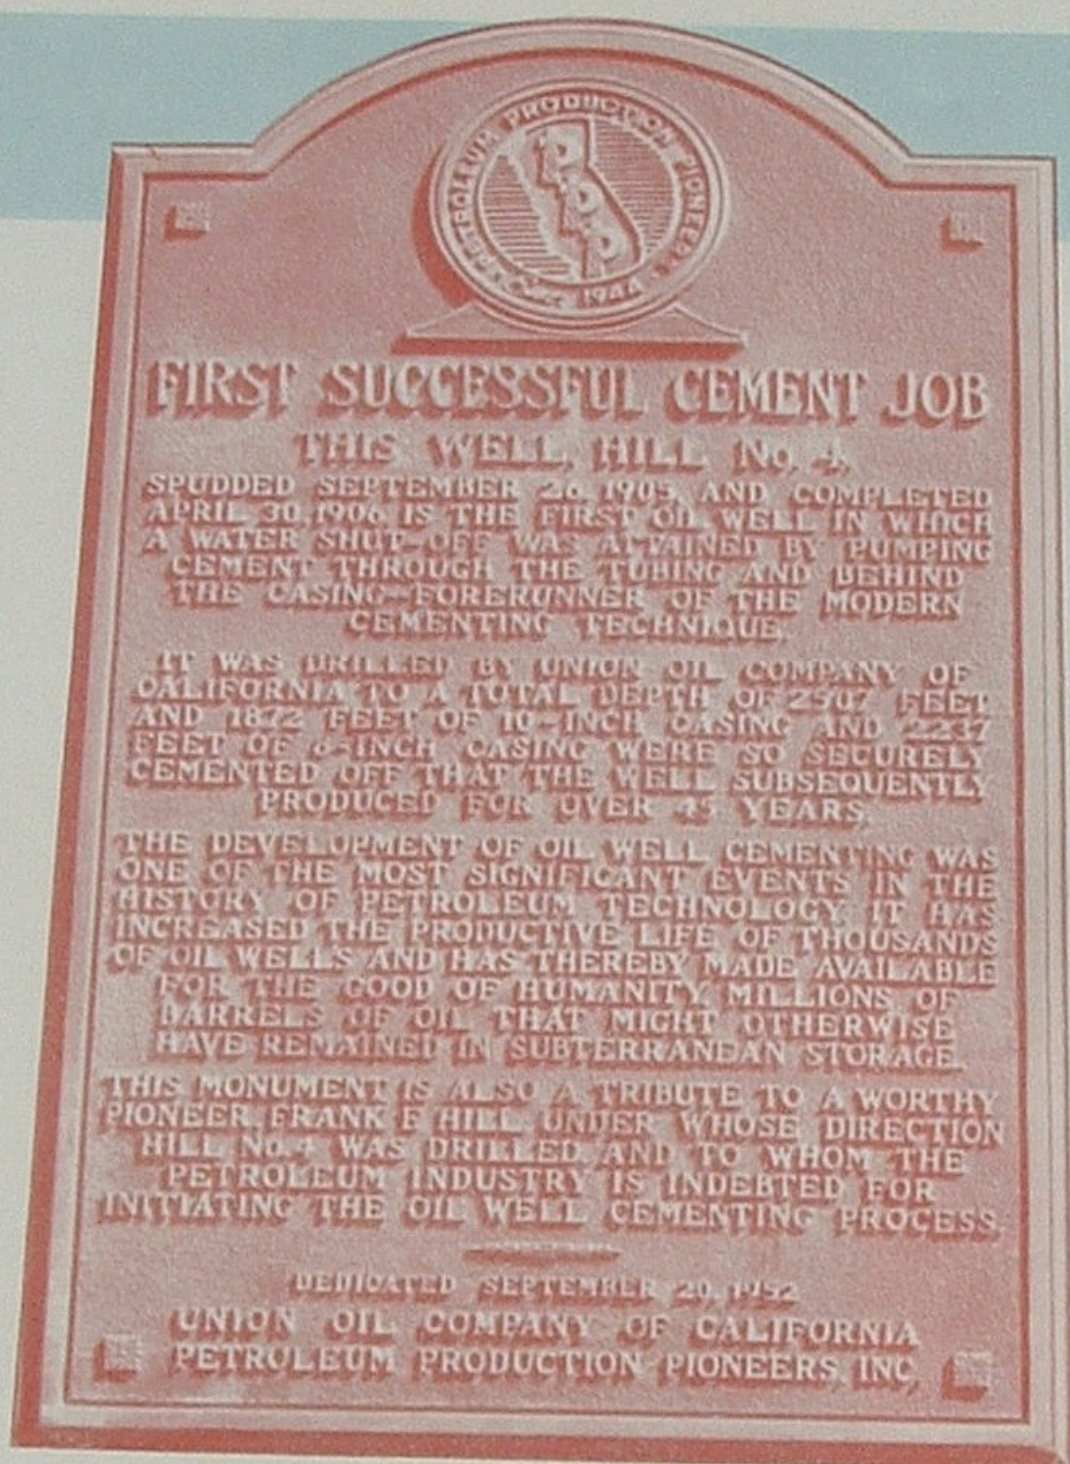 PETROLEUM PRODUCTION PIONEERS
PPP
Since 1944
FIRST SUCCESSFUL CEMENT JOB
THIS WELL, HILL No. 4,
SPUDDED SEPTEMBER 26, 1905, AND COMPLETED
APRIL 30, 1906 IS THE FIRST OIL WELL IN WHICH
A WATER SHUT-OFF WAS ATTAINED BY PUMPING
CEMENT THROUGH THE TUBING AND BEHIND
THE CASING-FORERUNNER OF THE MODERN
CEMENTING TECHNIQUE.
IT WAS DRILLED BY UNION OIL COMPANY OF
CALIFORNIA TO A TOTAL DEPTH OF 2507 FEET
AND 1872 FEET OF 10-INCH CASING AND 2237
FEET OF 8-INCH CASING WERE SO SECURELY
CEMENTED OFF THAT THE WELL SUBSEQUENTLY
PRODUCED FOR OVER 45 YEARS.
THE DEVELOPMENT OF OIL WELL CEMENTING WAS
ONE OF THE MOST SIGNIFICANT EVENTS IN THE
HISTORY OF PETROLEUM TECHNOLOGY. IT HAS
INCREASED THE PRODUCTIVE LIFE OF THOUSANDS
OF OIL WELLS AND HAS THEREBY MADE AVAILABLE
FOR THE GOOD OF HUMANITY MILLIONS OF
BARRELS OF OIL THAT MIGHT OTHERWISE
HAVE REMAINED IN SUBTERRANEAN STORAGE.
THIS MONUMENT IS ALSO A TRIBUTE TO A WORTHY
PIONEER, FRANK F. HILL UNDER WHOSE DIRECTION
HILL No. 4 WAS DRILLED AND TO WHOM THE
PETROLEUM INDUSTRY IS INDEBTED FOR
INITIATING THE OIL WELL CEMENTING PROCESS.
DEDICATED SEPTEMBER 20, 1952
UNION OIL COMPANY OF CALIFORNIA
PETROLEUM PRODUCTION PIONEERS, INC.